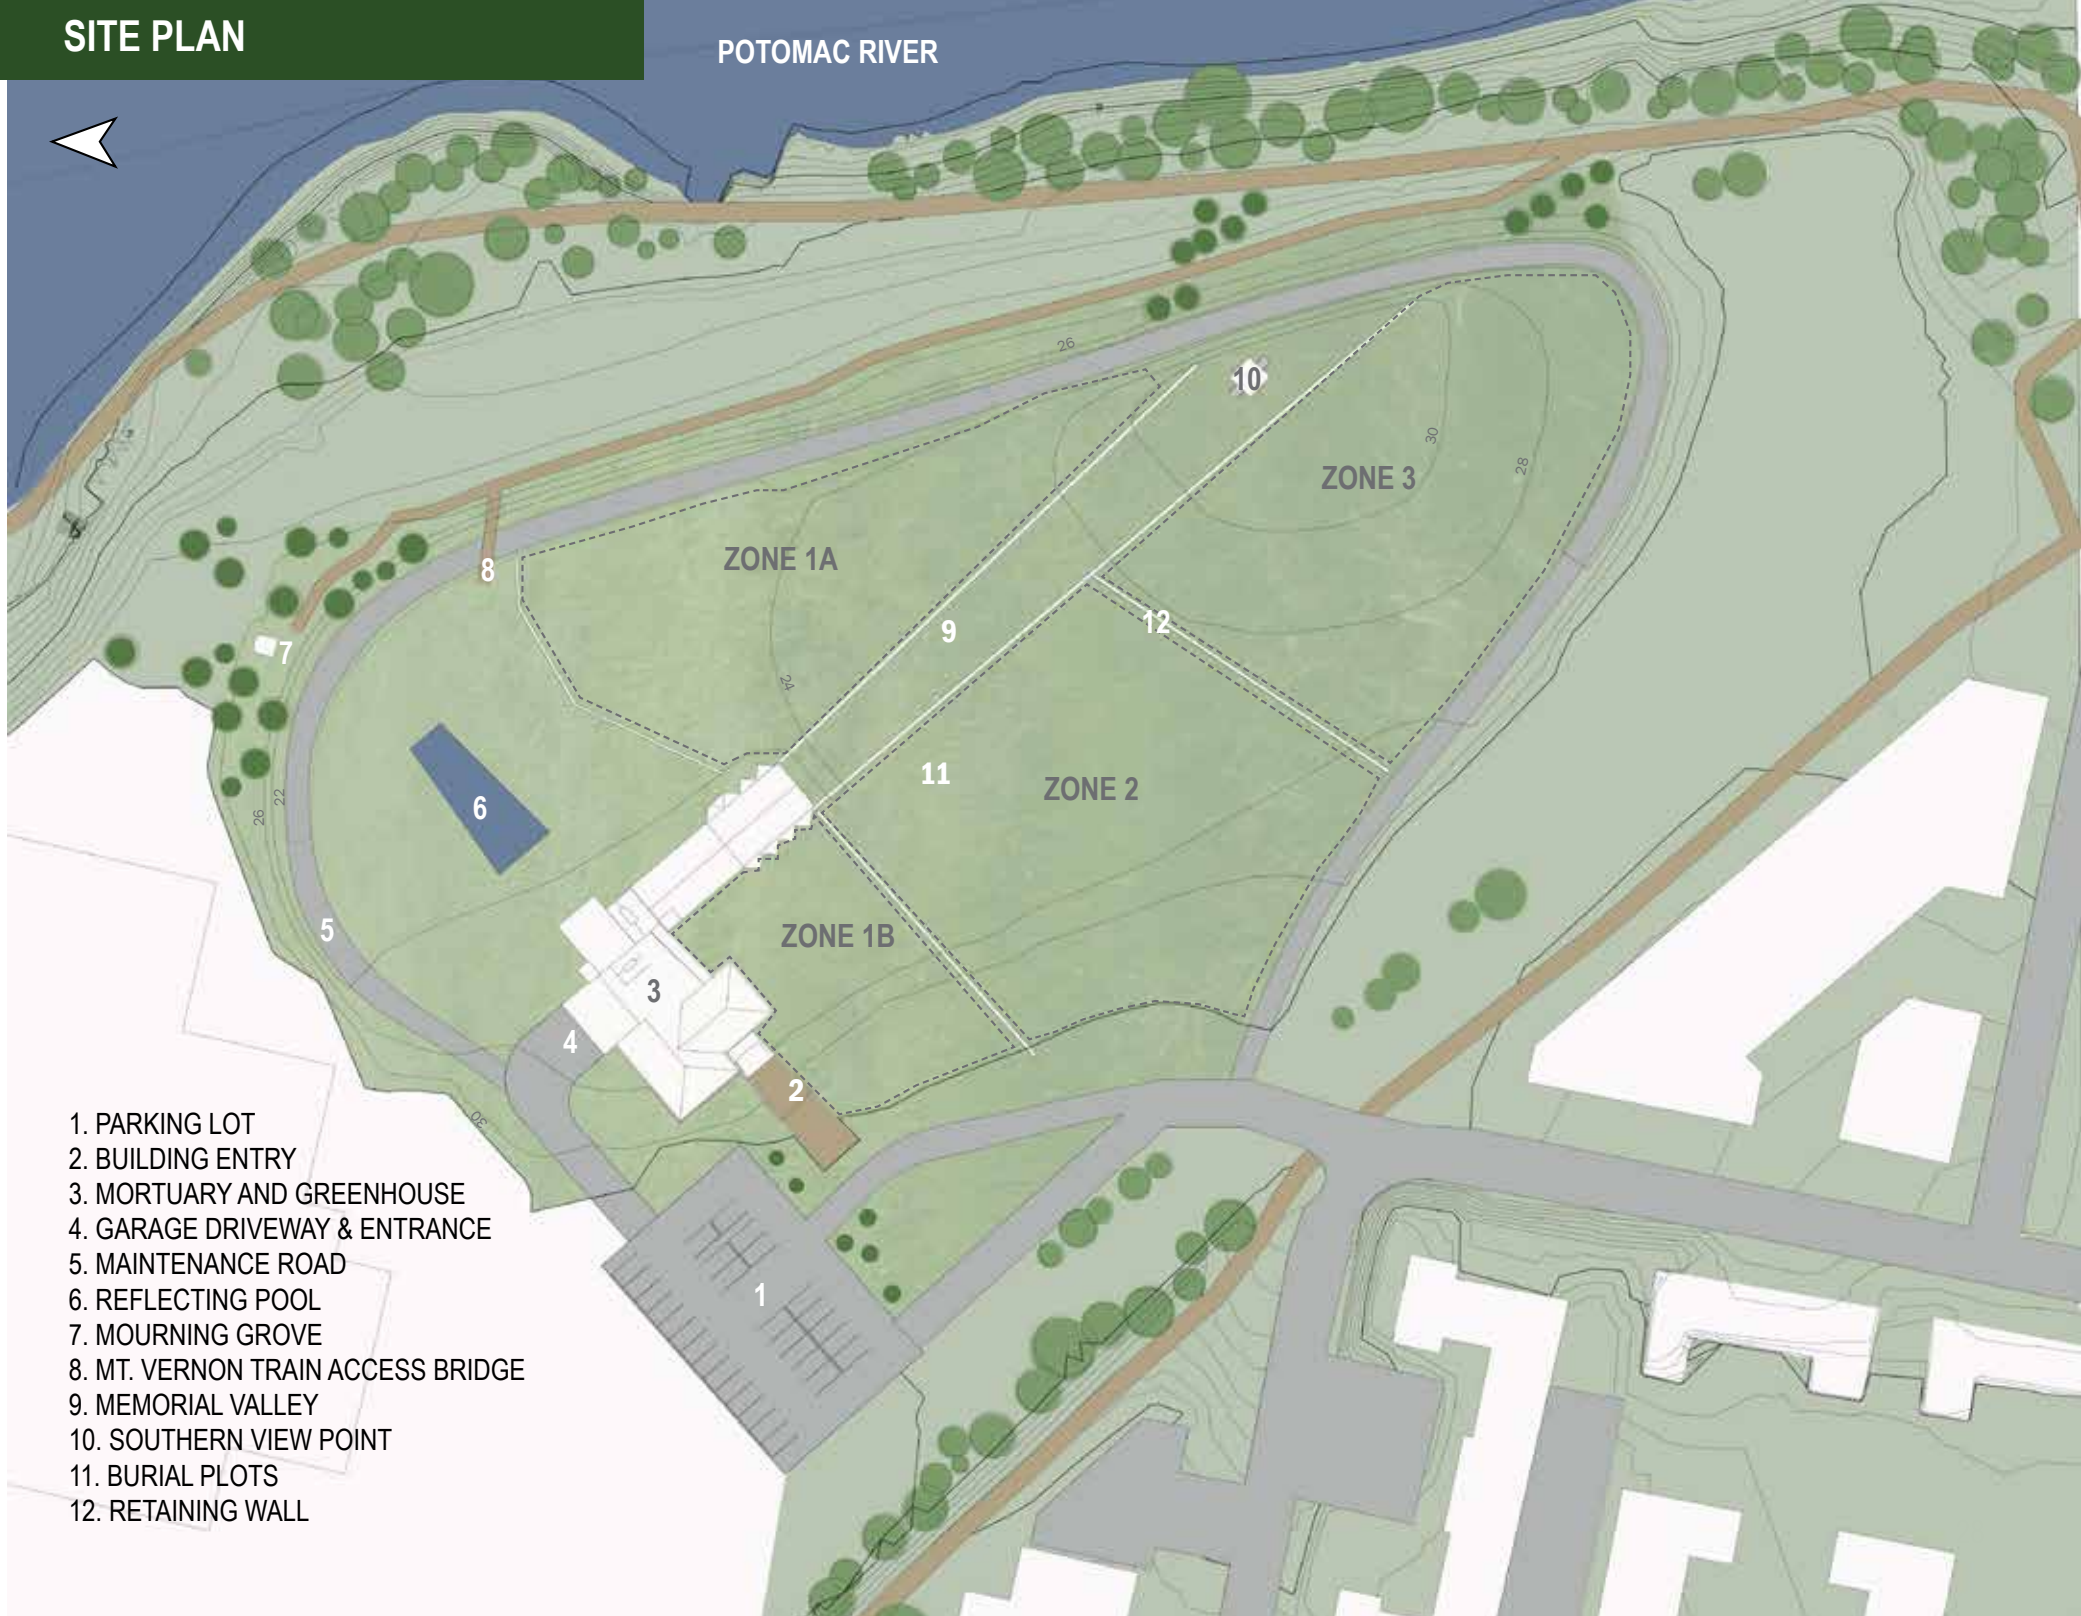 SITE PLAN
POTOMAC RIVER
26
10
30
28
ZONE 3
ZONE 1A
8
9
12
7
24
22
26
6
11
ZONE 2
5
ZONE 1B
3
4
2
30
1
1. PARKING LOT
2. BUILDING ENTRY
3. MORTUARY AND GREENHOUSE
4. GARAGE DRIVEWAY & ENTRANCE
5. MAINTENANCE ROAD
6. REFLECTING POOL
7. MOURNING GROVE
8. MT. VERNON TRAIN ACCESS BRIDGE
9. MEMORIAL VALLEY
10. SOUTHERN VIEW POINT
11. BURIAL PLOTS
12. RETAINING WALL